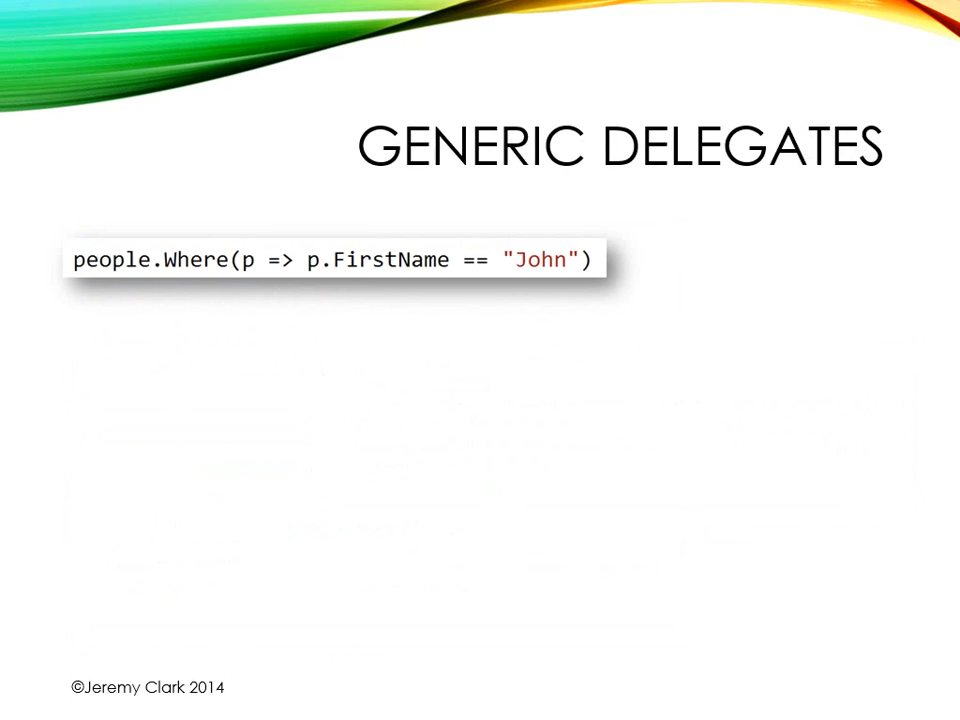 GENERIC DELEGATES
people.Where(p => p.FirstName == "John")
©Jeremy Clark 2014